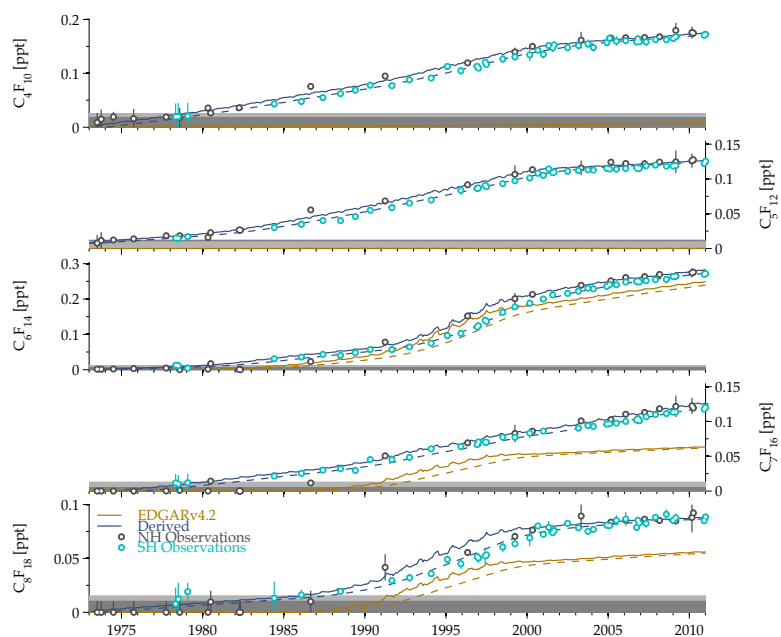 0.2
0.1
0
C4F10 [ppt]
0.15
0.1
0.05
0
C5F12 [ppt]
0.3
0.2
0.1
0
C6F14 [ppt]
0.15
0.1
0.05
0
C7F16 [ppt]
0.1
0.05
0
C8F18 [ppt]
EDGARv4.2
Derived
NH Observations
SH Observations
1975 1980 1985 1990 1995 2000 2005 2010